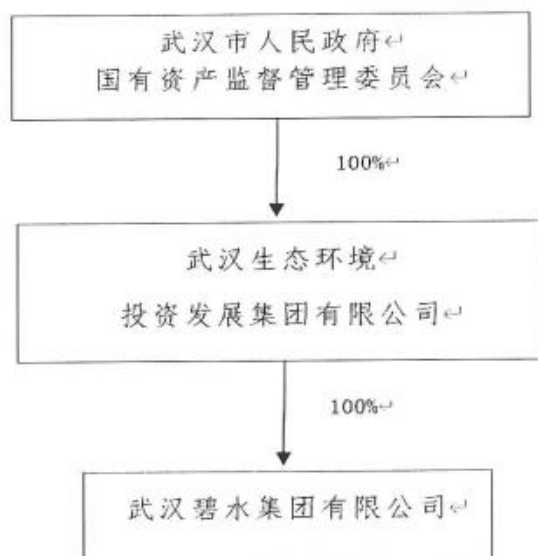 武汉市人民政府↵
国有资产监督管理委员会↵
100%↵
武汉生态环境↵
投资发展集团有限公司↵
100%↵
武汉碧水集团有限公司↵